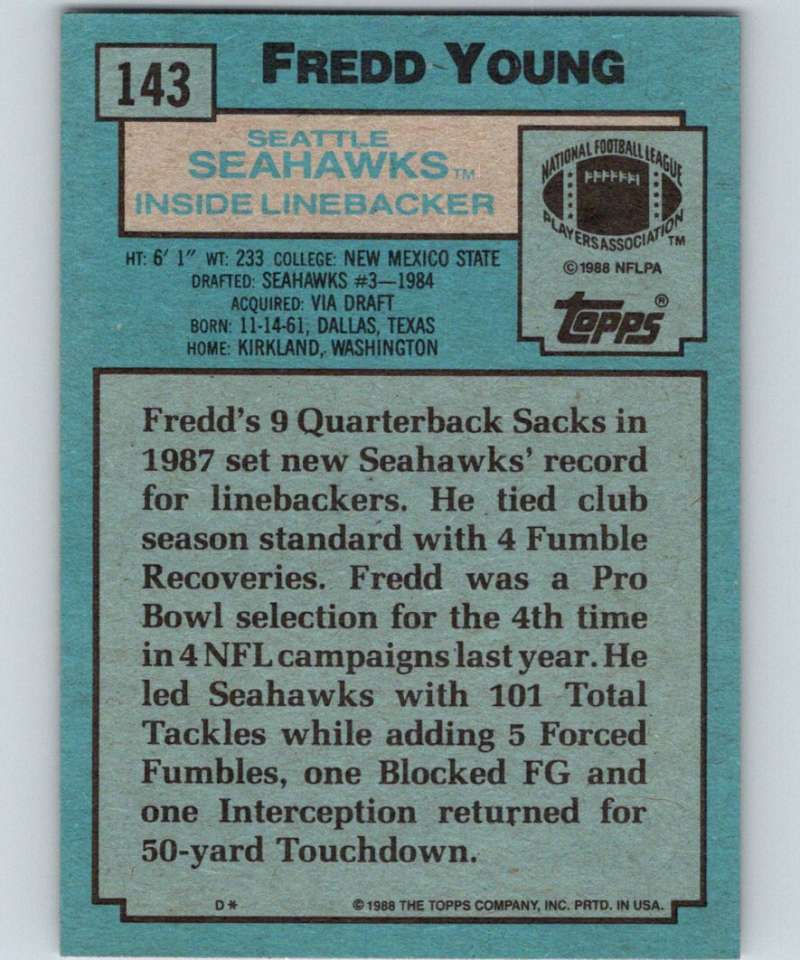 143
FREDD YOUNG
SEATTLE
SEAHAWKS™
INSIDE LINEBACKER
NATIONAL FOOTBALL LEAGUE
PLAYERS ASSOCIATION™
©1988 NFLPA
Topps®
HT: 6' 1" WT: 233 COLLEGE: NEW MEXICO STATE
DRAFTED: SEAHAWKS #3—1984
ACQUIRED: VIA DRAFT
BORN: 11-14-61, DALLAS, TEXAS
HOME: KIRKLAND, WASHINGTON
Fredd's 9 Quarterback Sacks in
1987 set new Seahawks' record
for linebackers. He tied club
season standard with 4 Fumble
Recoveries. Fredd was a Pro
Bowl selection for the 4th time
in 4 NFL campaigns last year. He
led Seahawks with 101 Total
Tackles while adding 5 Forced
Fumbles, one Blocked FG and
one Interception returned for
50-yard Touchdown.
D* ©1988 THE TOPPS COMPANY, INC. PRTD. IN USA.